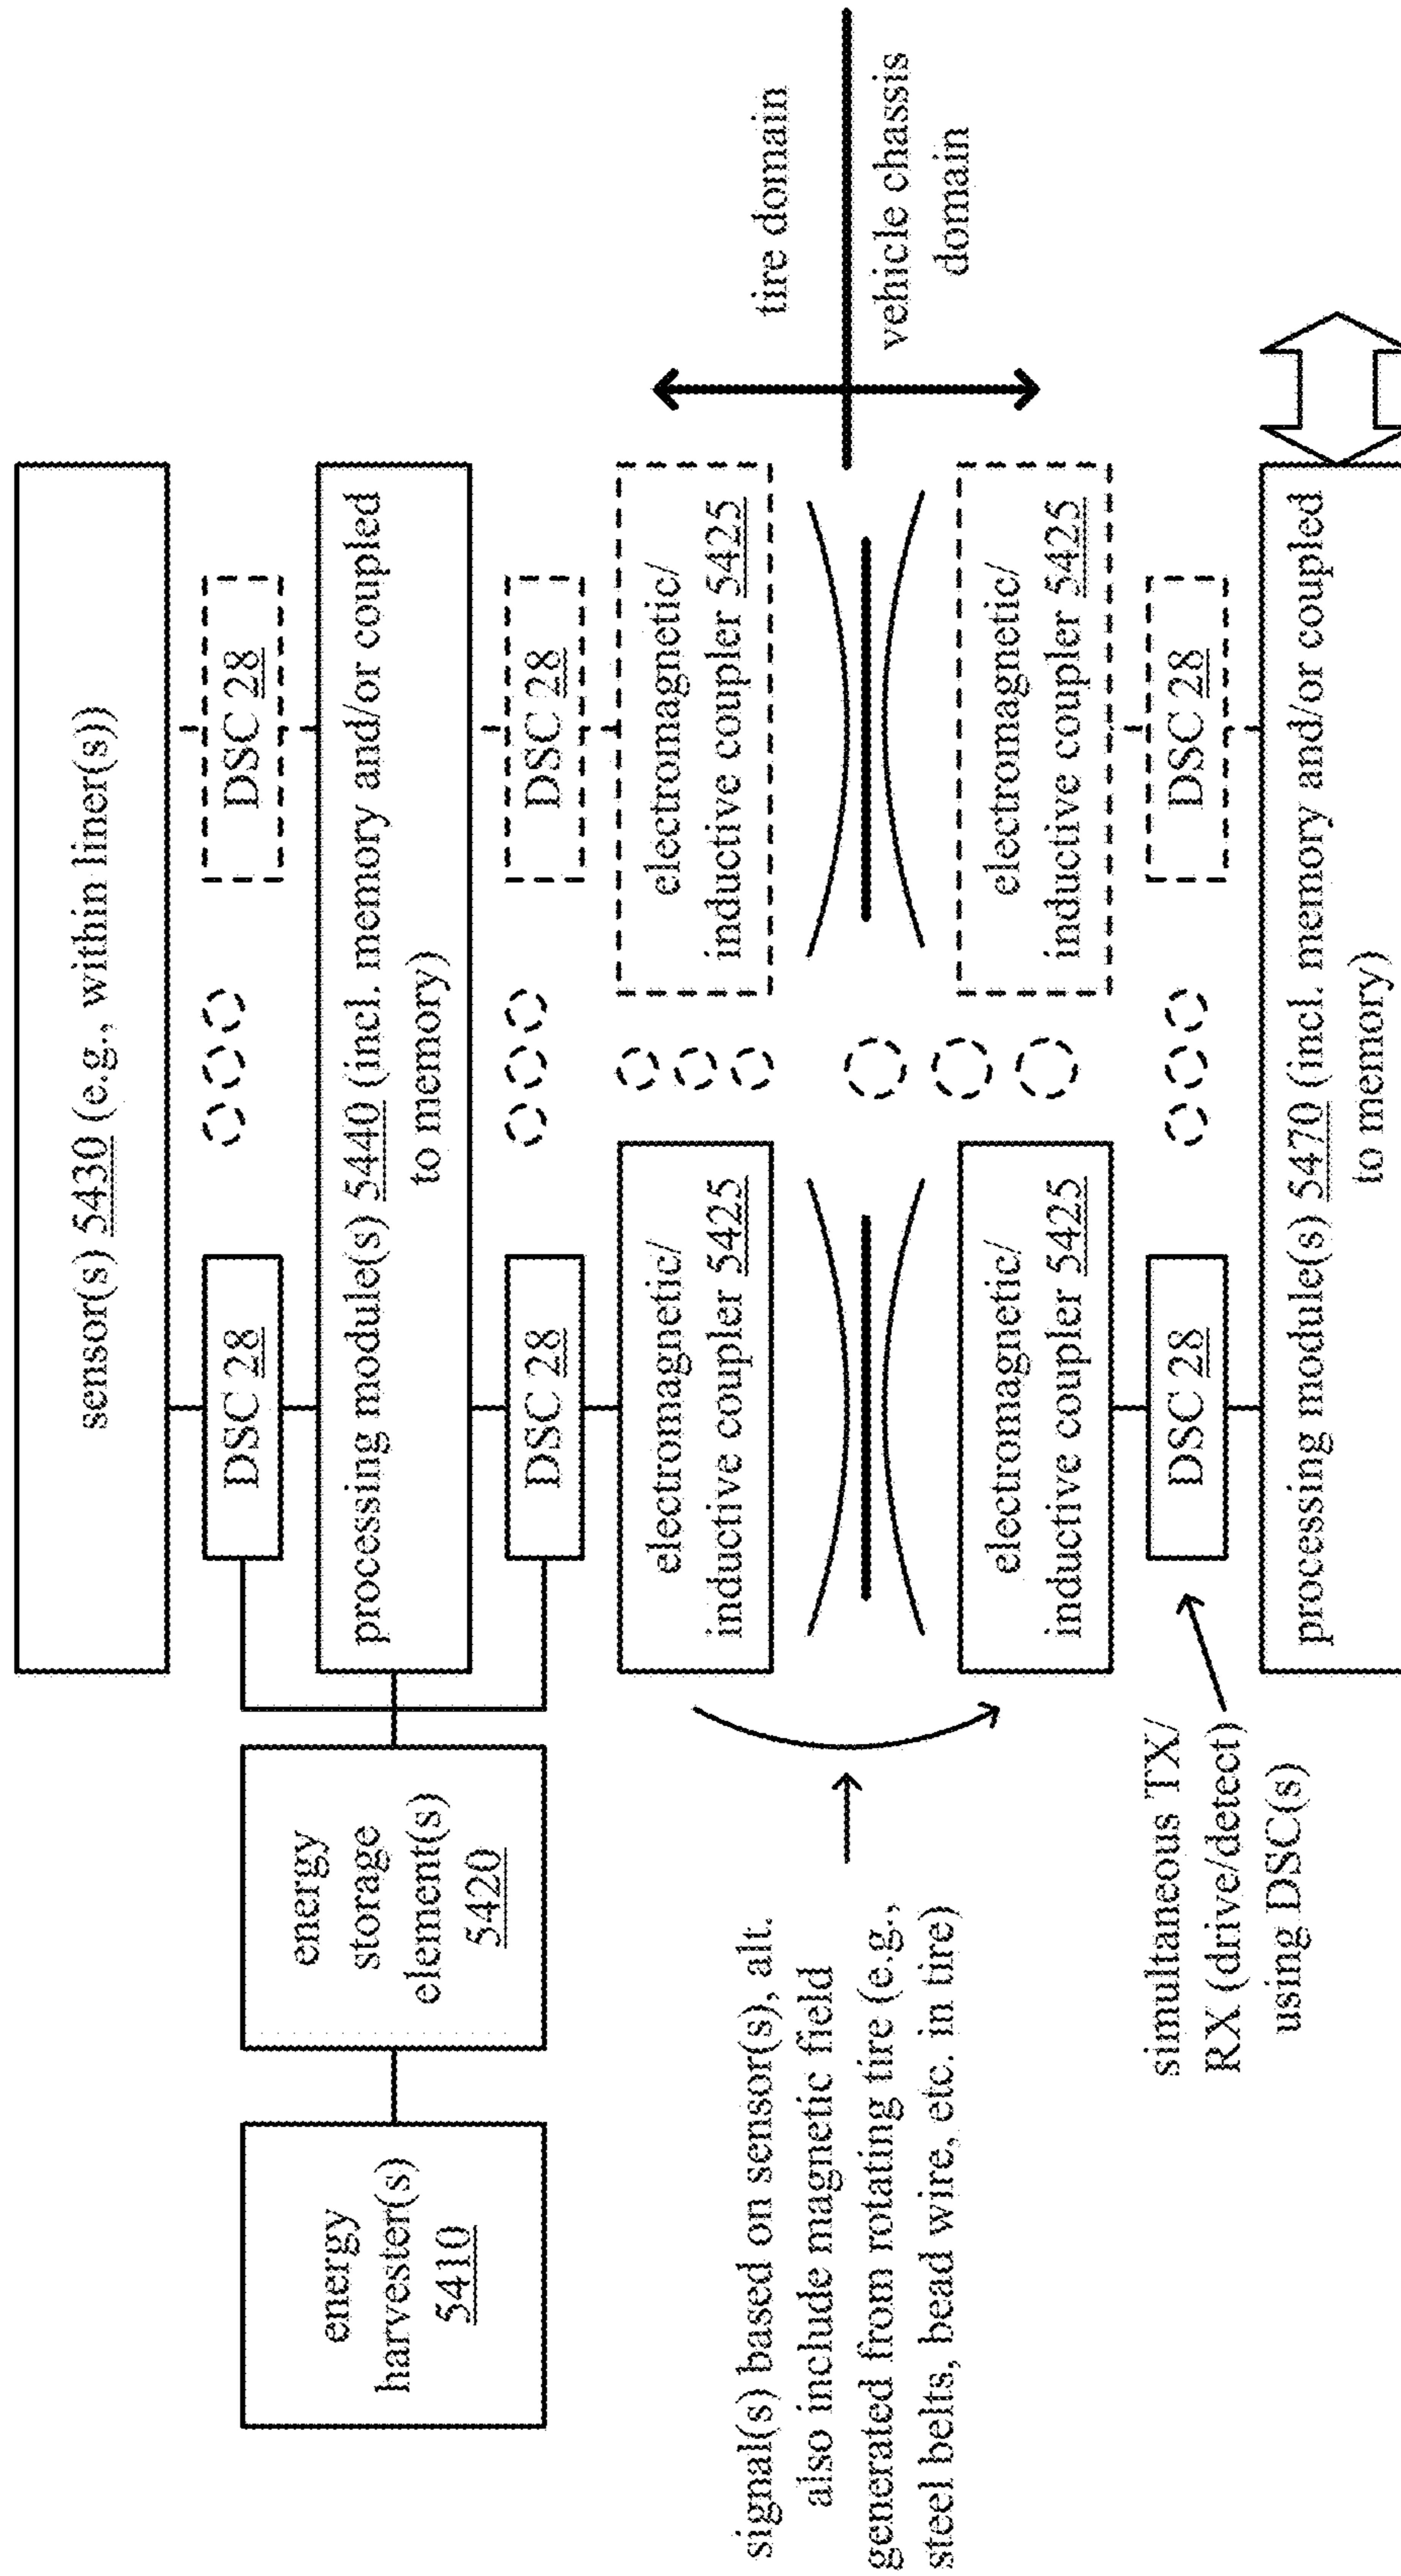 sensor(s) 5430 (e.g., within liner(s))
DSC 28
DSC 28
energy
harvester(s)
5410
energy
storage
element(s)
5420
processing module(s) 5440 (incl. memory and/or coupled
to memory)
DSC 28
DSC 28
electromagnetic/
inductive coupler 5425
electromagnetic/
inductive coupler 5425
tire domain
vehicle chassis
domain
signal(s) based on sensor(s), alt.
also include magnetic field
generated from rotating tire (e.g.,
steel belts, bead wire, etc. in tire)
electromagnetic/
inductive coupler 5425
electromagnetic/
inductive coupler 5425
simultaneous TX/
RX (drive/detect)
using DSC(s)
DSC 28
DSC 28
processing module(s) 5470 (incl. memory and/or coupled
to memory)